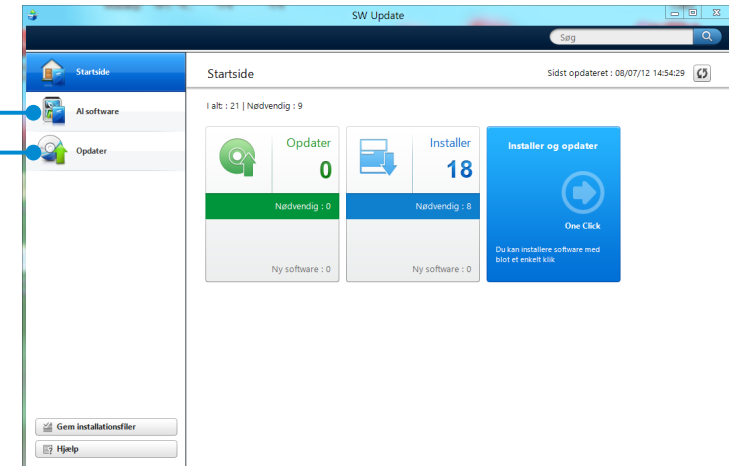 SW Update
Søg
Startside
Al software
Opdater
Gem installationsfiler
Hjælp
Startside
Sidst opdateret : 08/07/12 14:54:29
I alt : 21 | Nødvendig : 9
Opdater
0
Nødvendig : 0
Ny software : 0
Installer
18
Nødvendig : 8
Ny software : 0
Installer og opdater
One Click
Du kan installere software med
blot et enkelt klik